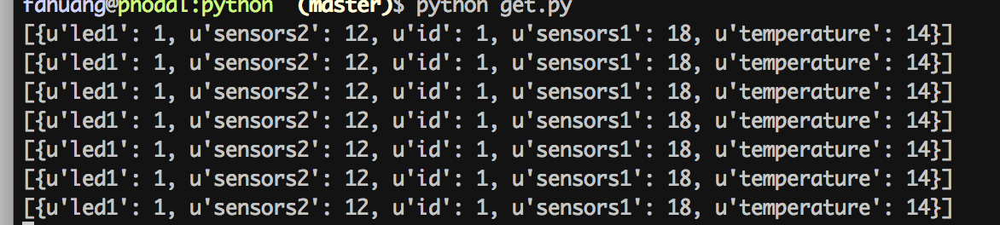 fahuang@phodal:python (master)$ python get.py
[{u'led1': 1, u'sensors2': 12, u'id': 1, u'sensors1': 18, u'temperature': 14}]
[{u'led1': 1, u'sensors2': 12, u'id': 1, u'sensors1': 18, u'temperature': 14}]
[{u'led1': 1, u'sensors2': 12, u'id': 1, u'sensors1': 18, u'temperature': 14}]
[{u'led1': 1, u'sensors2': 12, u'id': 1, u'sensors1': 18, u'temperature': 14}]
[{u'led1': 1, u'sensors2': 12, u'id': 1, u'sensors1': 18, u'temperature': 14}]
[{u'led1': 1, u'sensors2': 12, u'id': 1, u'sensors1': 18, u'temperature': 14}]
[{u'led1': 1, u'sensors2': 12, u'id': 1, u'sensors1': 18, u'temperature': 14}]